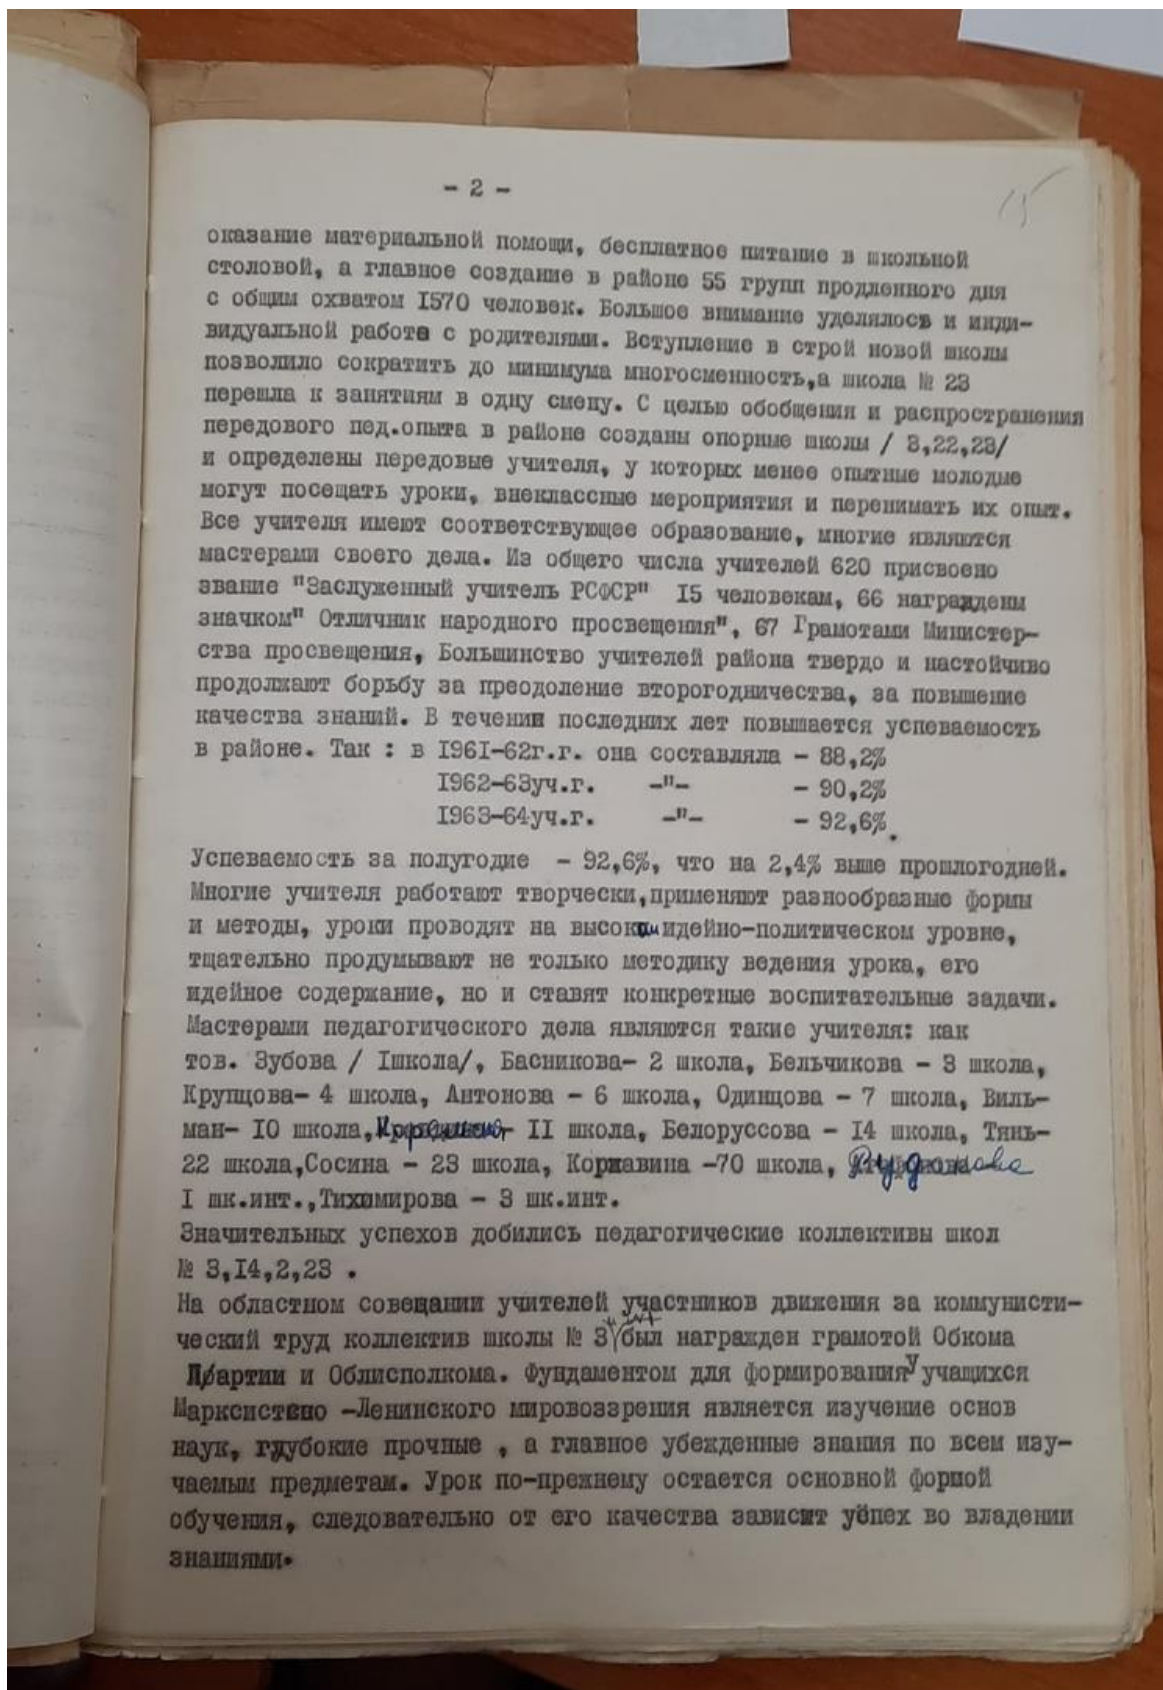 - 2 -
15
оказание материальной помощи, бесплатное питание в школьной
столовой, а главное создание в районе 55 групп продленного дня
с общим охватом 1570 человек. Большое внимание уделялось и инди-
видуальной работе с родителями. Вступление в строй новой школы
позволило сократить до минимума многосменность,а школа № 23
перешла к занятиям в одну смену. С целью обобщения и распространения
передового пед.опыта в районе созданы опорные школы / 3,22,23/
и определены передовые учителя, у которых менее опытные молодые
могут посещать уроки, внеклассные мероприятия и перенимать их опыт.
Все учителя имеют соответствующее образование, многие являются
мастерами своего дела. Из общего числа учителей 620 присвоено
звание "Заслуженный учитель РСФСР" 15 человекам, 66 награждены
значком" Отличник народного просвещения", 67 Грамотами Министер-
ства просвещения, Большинство учителей района твердо и настойчиво
продолжают борьбу за преодоление второгодничества, за повышение
качества знаний. В течении последних лет повышается успеваемость
в районе. Так : в 1961-62г.г. она составляла - 88,2%
1962-63уч.г. -"- - 90,2%
1963-64уч.г. -"- - 92,6%.
Успеваемость за полугодие - 92,6%, что на 2,4% выше прошлогодней.
Многие учителя работают творчески,применяют разнообразные формы
и методы, уроки проводят на высоком идейно-политическом уровне,
тщательно продумывают не только методику ведения урока, его
идейное содержание, но и ставят конкретные воспитательные задачи.
Мастерами педагогического дела являются такие учителя: как
тов. Зубова / 1школа/, Басникова- 2 школа, Бельчикова - 3 школа,
Крупцова- 4 школа, Антонова - 6 школа, Одинцова - 7 школа, Виль-
ман- 10 школа, - 11 школа, Белоруссова - 14 школа, Тянь-
22 школа,Сосина - 23 школа, Коржавина -70 школа, Рудакова
1 шк.инт.,Тихомирова - 3 шк.инт.
Значительных успехов добились педагогические коллективы школ
№ 3,14,2,23 .
На областном совещании учителей участников движения за коммунисти-
ческий труд коллектив школы № 3 был награжден грамотой Обкома
Партии и Облисполкома. Фундаментом для формирования у учащихся
Марксистско -Ленинского мировоззрения является изучение основ
наук, глубокие прочные , а главное убежденные знания по всем изу-
чаемым предметам. Урок по-прежнему остается основной формой
обучения, следовательно от его качества зависит успех во владении
знаниями.